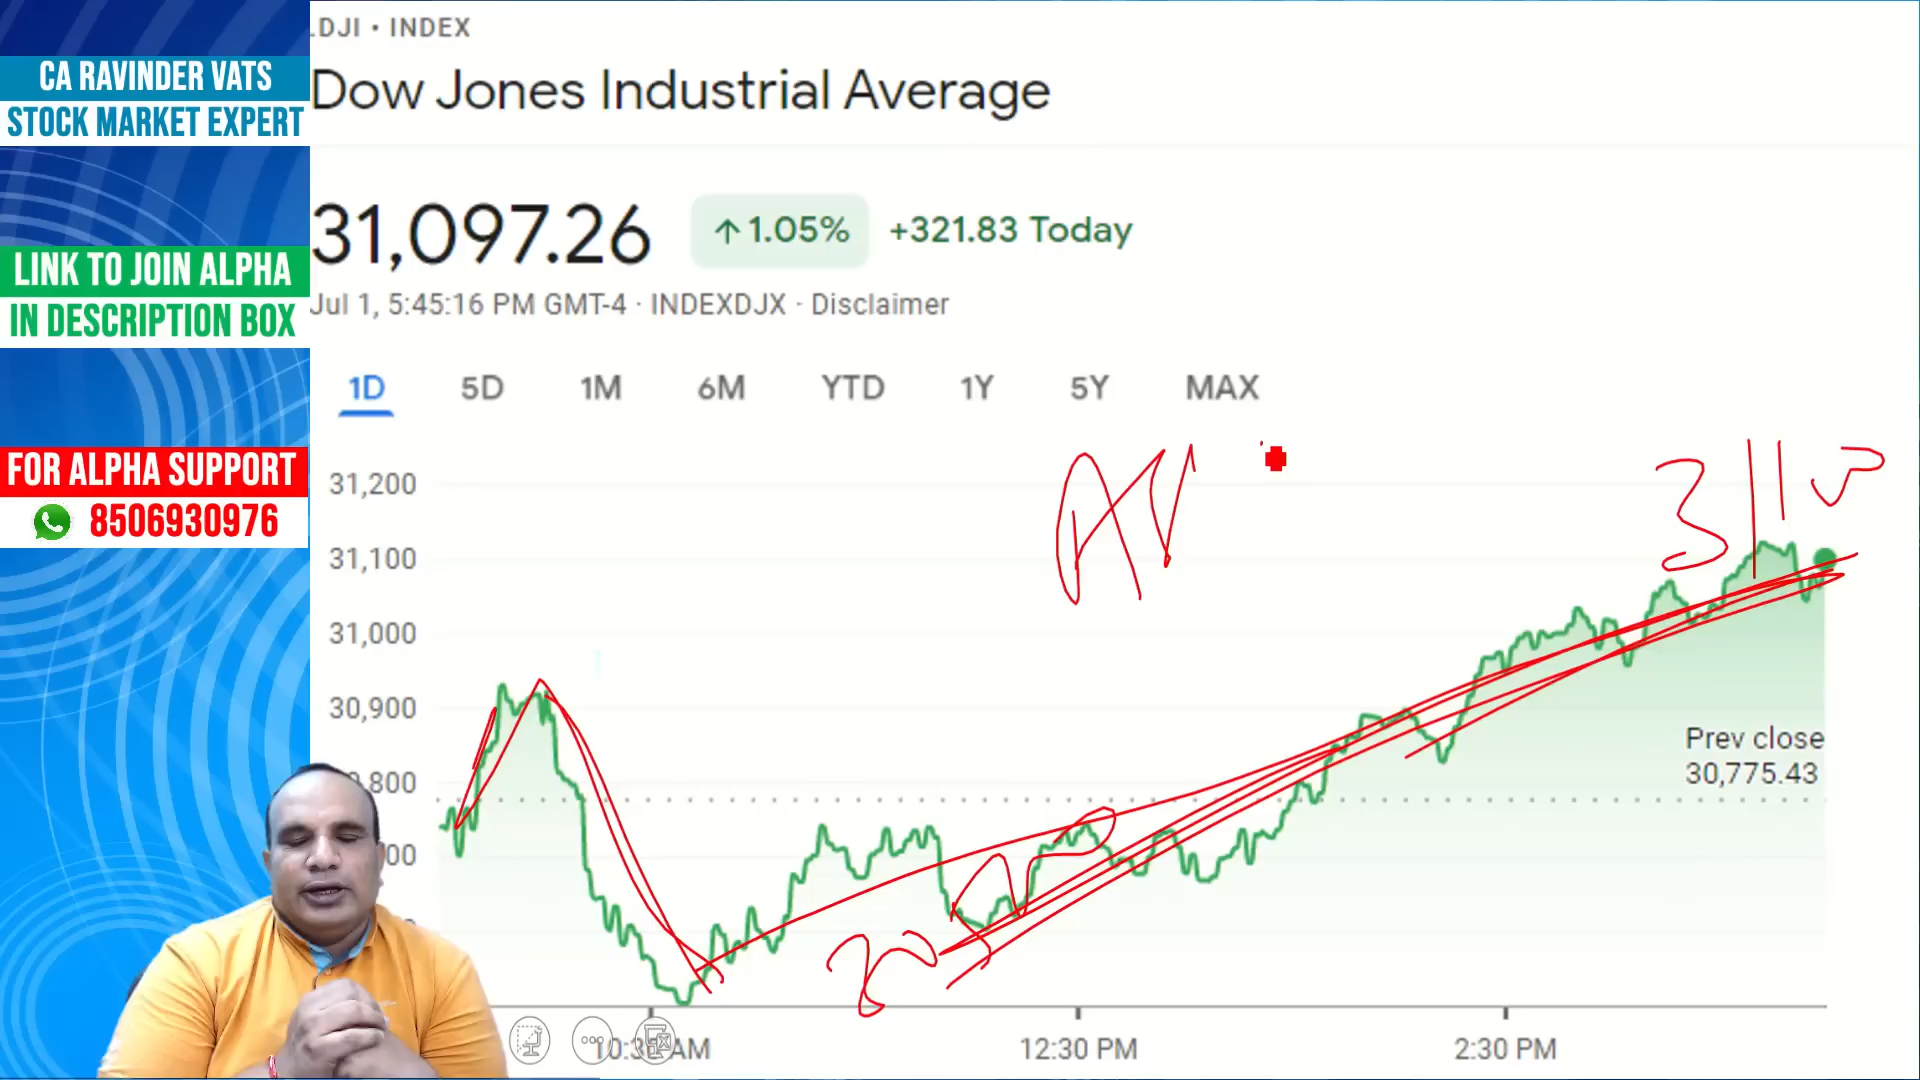 CA RAVINDER VATS
STOCK MARKET EXPERT
LINK TO JOIN ALPHA
IN DESCRIPTION BOX
FOR ALPHA SUPPORT
8506930976
.DJI • INDEX
Dow Jones Industrial Average
31,097.26 ↑ 1.05% +321.83 Today
Jul 1, 5:45:16 PM GMT-4 · INDEXDJX · Disclaimer
1D 5D 1M 6M YTD 1Y 5Y MAX
31,200
31,100
31,000
30,900
800
00
Prev close
30,775.43
12:30 PM 2:30 PM